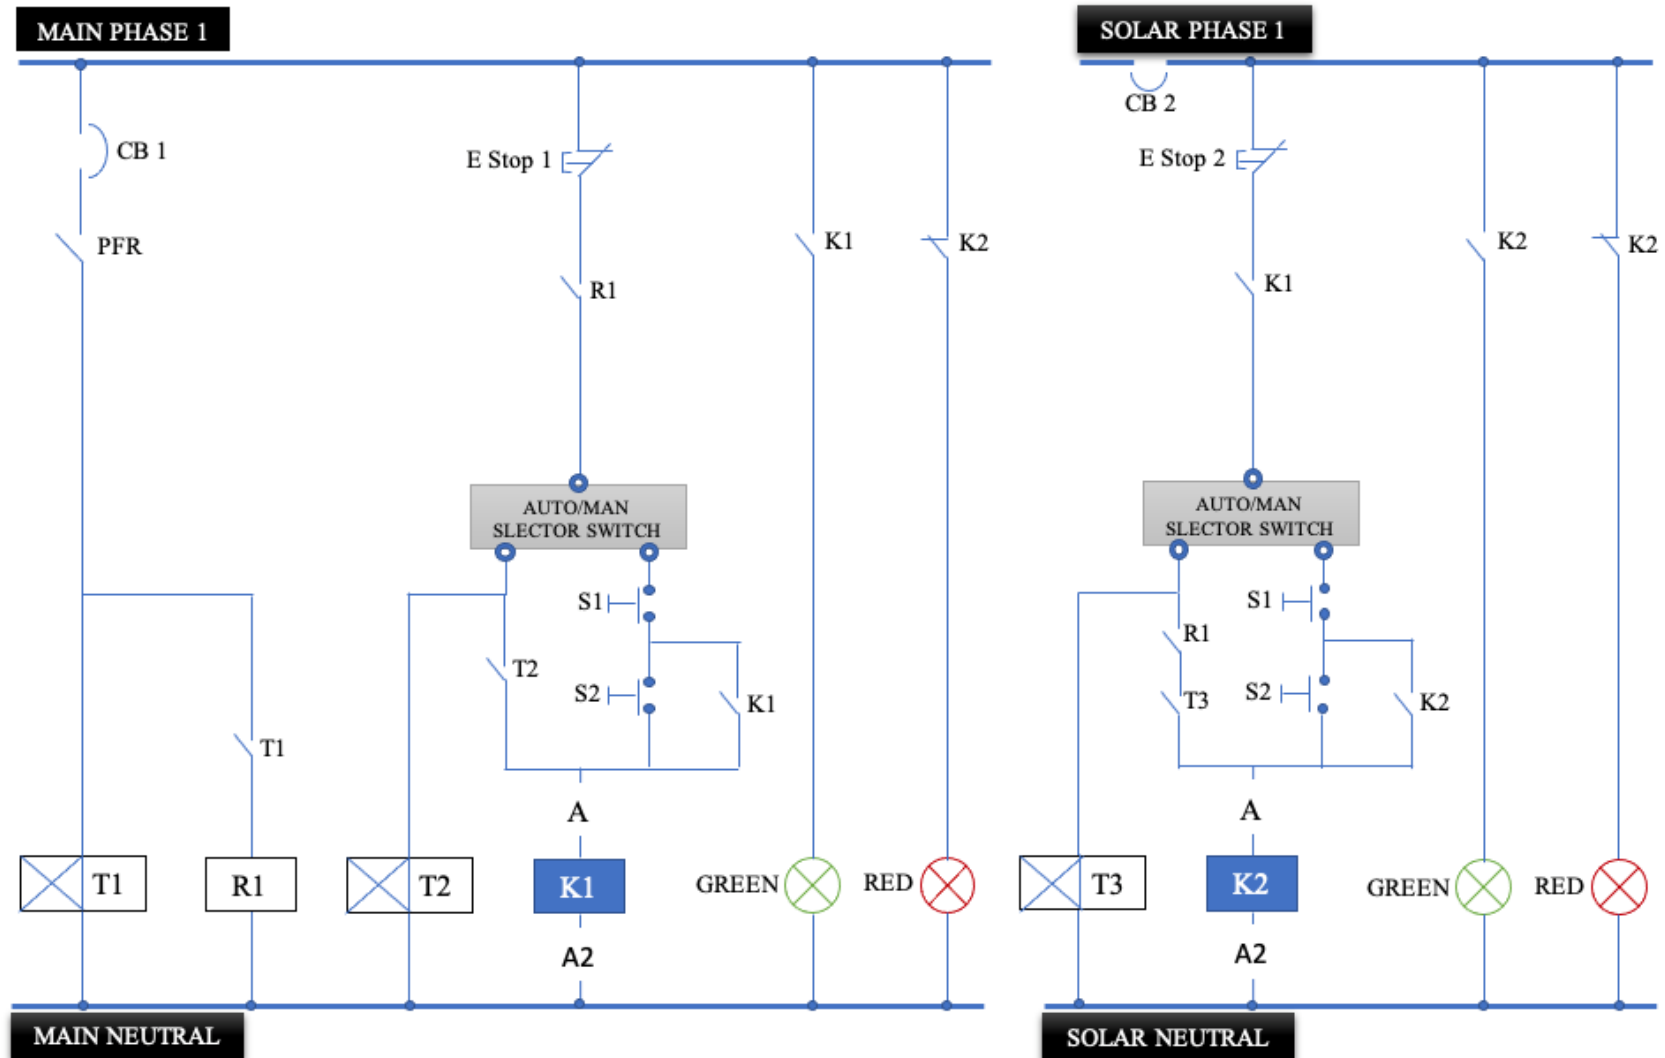 MAIN PHASE 1
SOLAR PHASE 1
CB 1
CB 2
E Stop 1
E Stop 2
PFR
K1
K2
K2
K2
R1
K1
AUTO/MAN
SLECTOR SWITCH
AUTO/MAN
SLECTOR SWITCH
S1
S1
R1
T2
S2
K1
T3
S2
K2
T1
A
A
T1
R1
T2
K1
GREEN
RED
T3
K2
GREEN
RED
A2
A2
MAIN NEUTRAL
SOLAR NEUTRAL